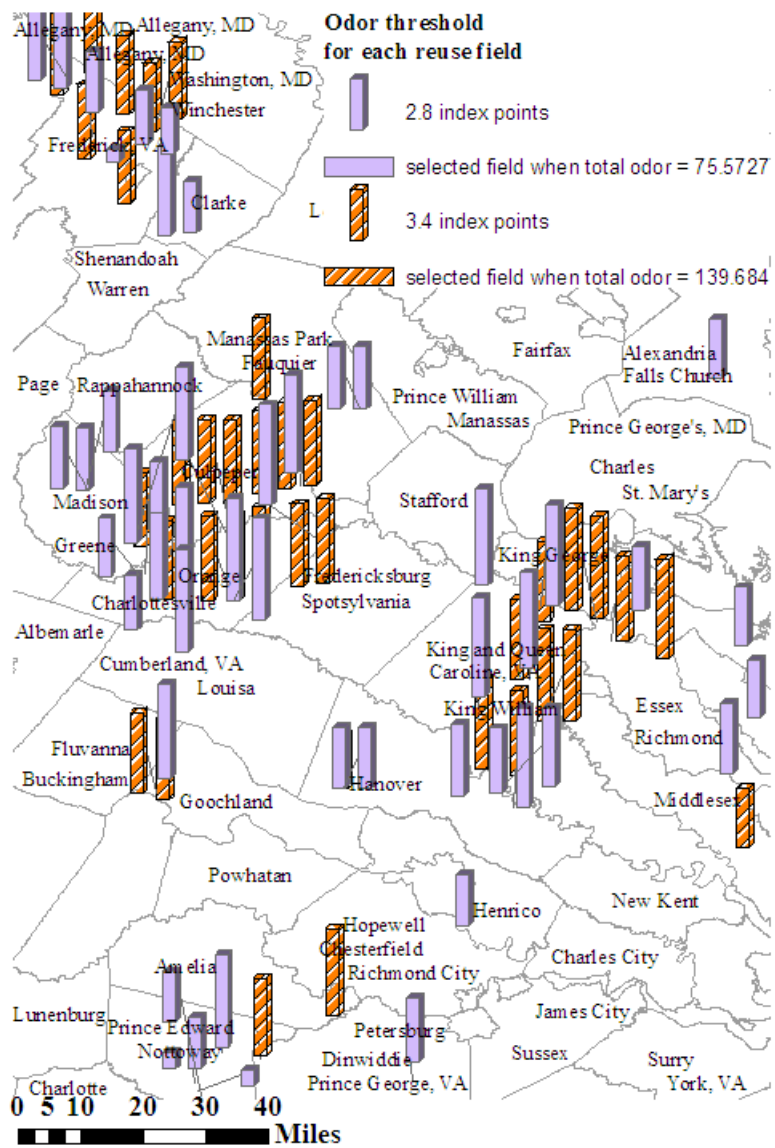 Odor threshold
for each reuse field
2.8 index points
selected field when total odor = 75.5727
3.4 index points
selected field when total odor = 139.684
Allegany, MD
Allegany, MD
Allegany, MD
Washington, MD
Winchester
Frederick, VA
Clarke
L
Shenandoah
Warren
Manassas Park
Fauquier
Fairfax
Alexandria
Falls Church
Page
Rappahannock
Prince William
Manassas
Prince George's, MD
Culpeper
Charles
St. Mary's
Madison
Stafford
Greene
Orange
King George
Fredericksburg
Spotsylvania
Charlottesville
Albemarle
Cumberland, VA
Louisa
King and Queen
Caroline, VA
King William
Essex
Richmond
Fluvanna
Buckingham
Goochland
Hanover
Middlesex
Powhatan
New Kent
Henrico
Hopewell
Chesterfield
Richmond City
Charles City
Amelia
James City
Lunenburg
Prince Edward
Nottoway
Petersburg
Dinwiddie
Prince George, VA
Sussex
Surry
York, VA
Charlotte
0 5 10 20 30 40
Miles